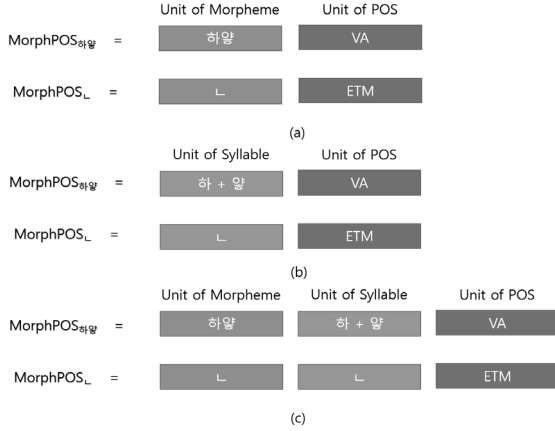 Unit of Morpheme Unit of POS
MorphPOS하얗 = 하얗 VA
MorphPOSㄴ = ㄴ ETM
(a)
Unit of Syllable Unit of POS
MorphPOS하얗 = 하 + 얗 VA
MorphPOSㄴ = ㄴ ETM
(b)
Unit of Morpheme Unit of Syllable Unit of POS
MorphPOS하얗 = 하얗 하 + 얗 VA
MorphPOSㄴ = ㄴ ㄴ ETM
(c)